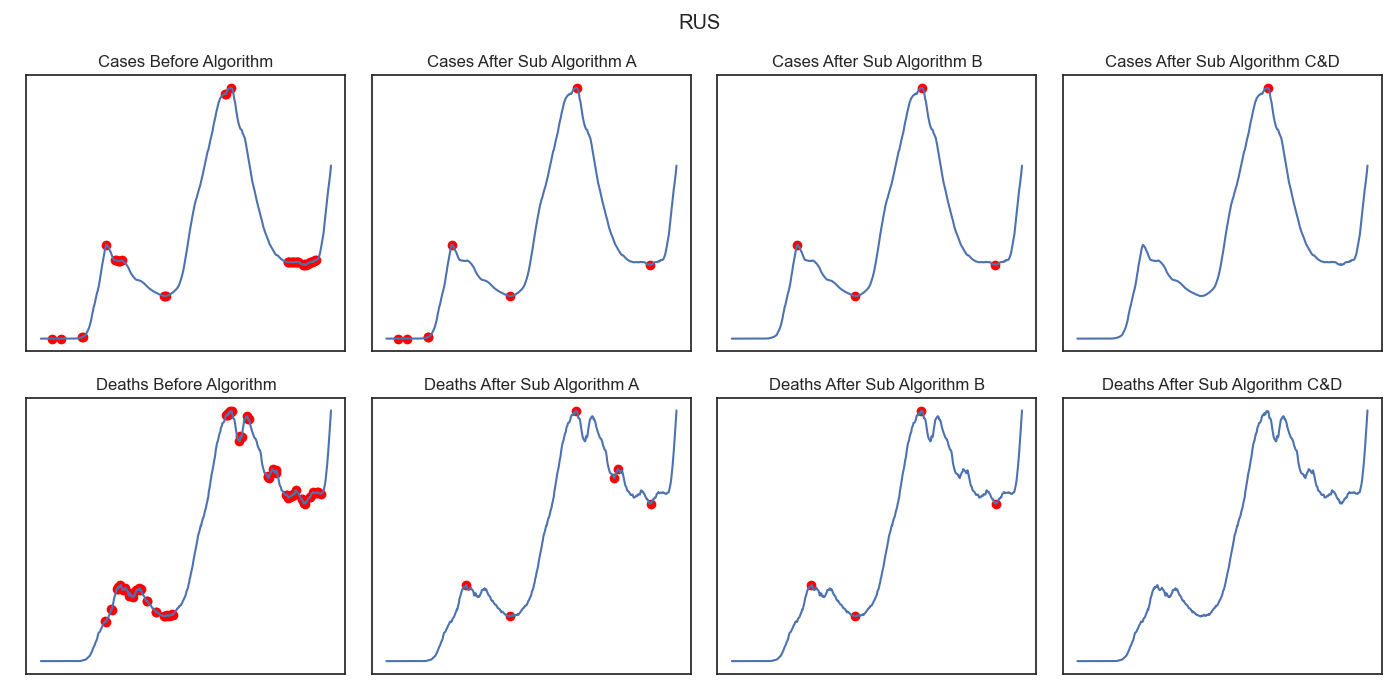 RUS
Cases Before Algorithm
Cases After Sub Algorithm A
Cases After Sub Algorithm B
Cases After Sub Algorithm C&D
Deaths Before Algorithm
Deaths After Sub Algorithm A
Deaths After Sub Algorithm B
Deaths After Sub Algorithm C&D